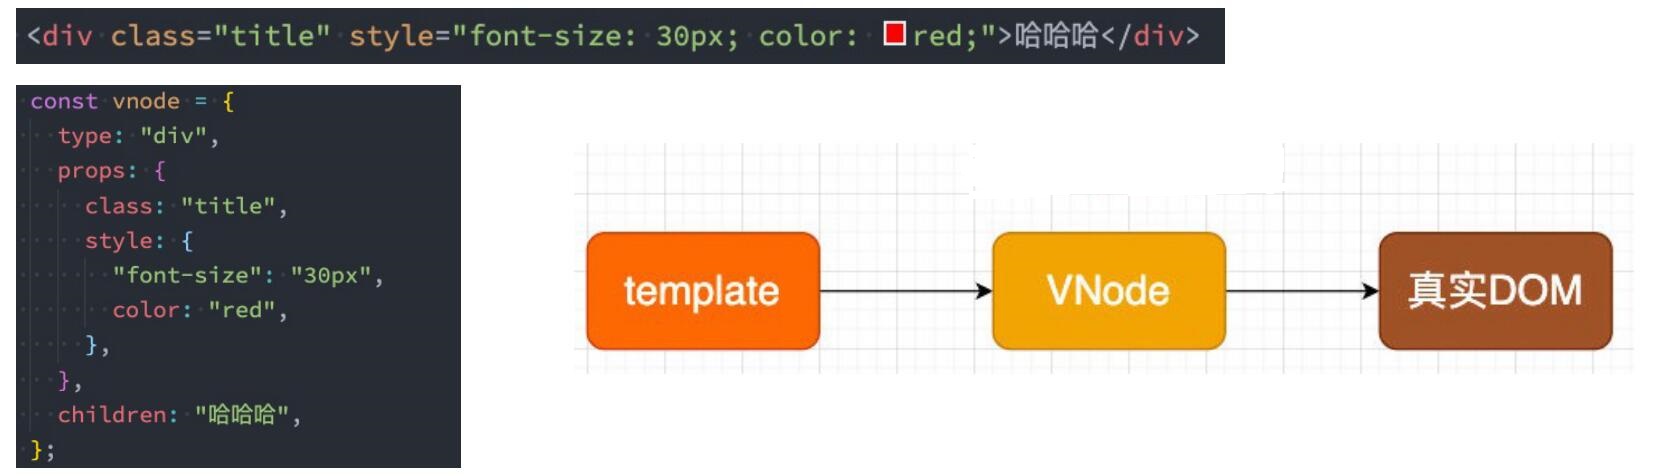 <div class="title" style="font-size: 30px; color: red;">哈哈哈</div>
const vnode = {
  type: "div",
  props: {
    class: "title",
    style: {
      "font-size": "30px",
      color: "red",
    },
  },
  children: "哈哈哈",
};
template
VNode
真实DOM